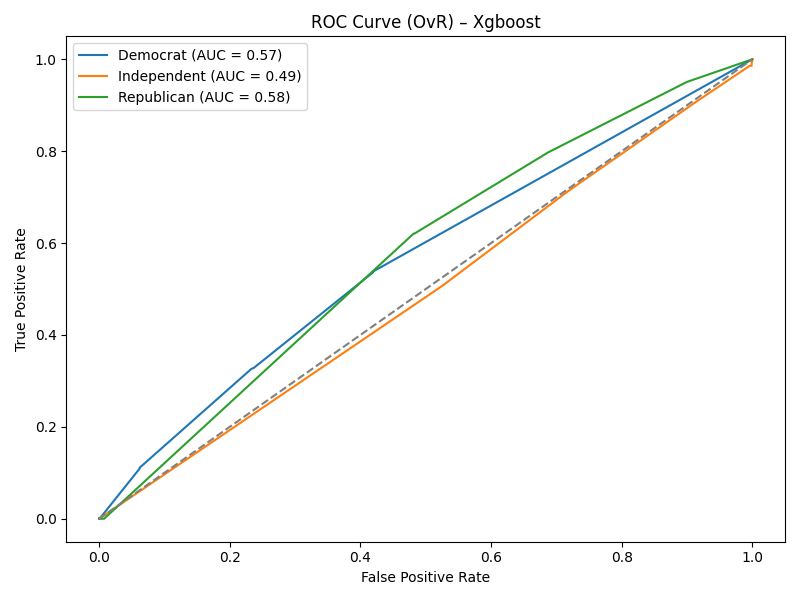 ROC Curve (OvR) – Xgboost
Democrat (AUC = 0.57)
Independent (AUC = 0.49)
Republican (AUC = 0.58)
True Positive Rate
1.0
0.8
0.6
0.4
0.2
0.0
0.0 0.2 0.4 0.6 0.8 1.0
False Positive Rate